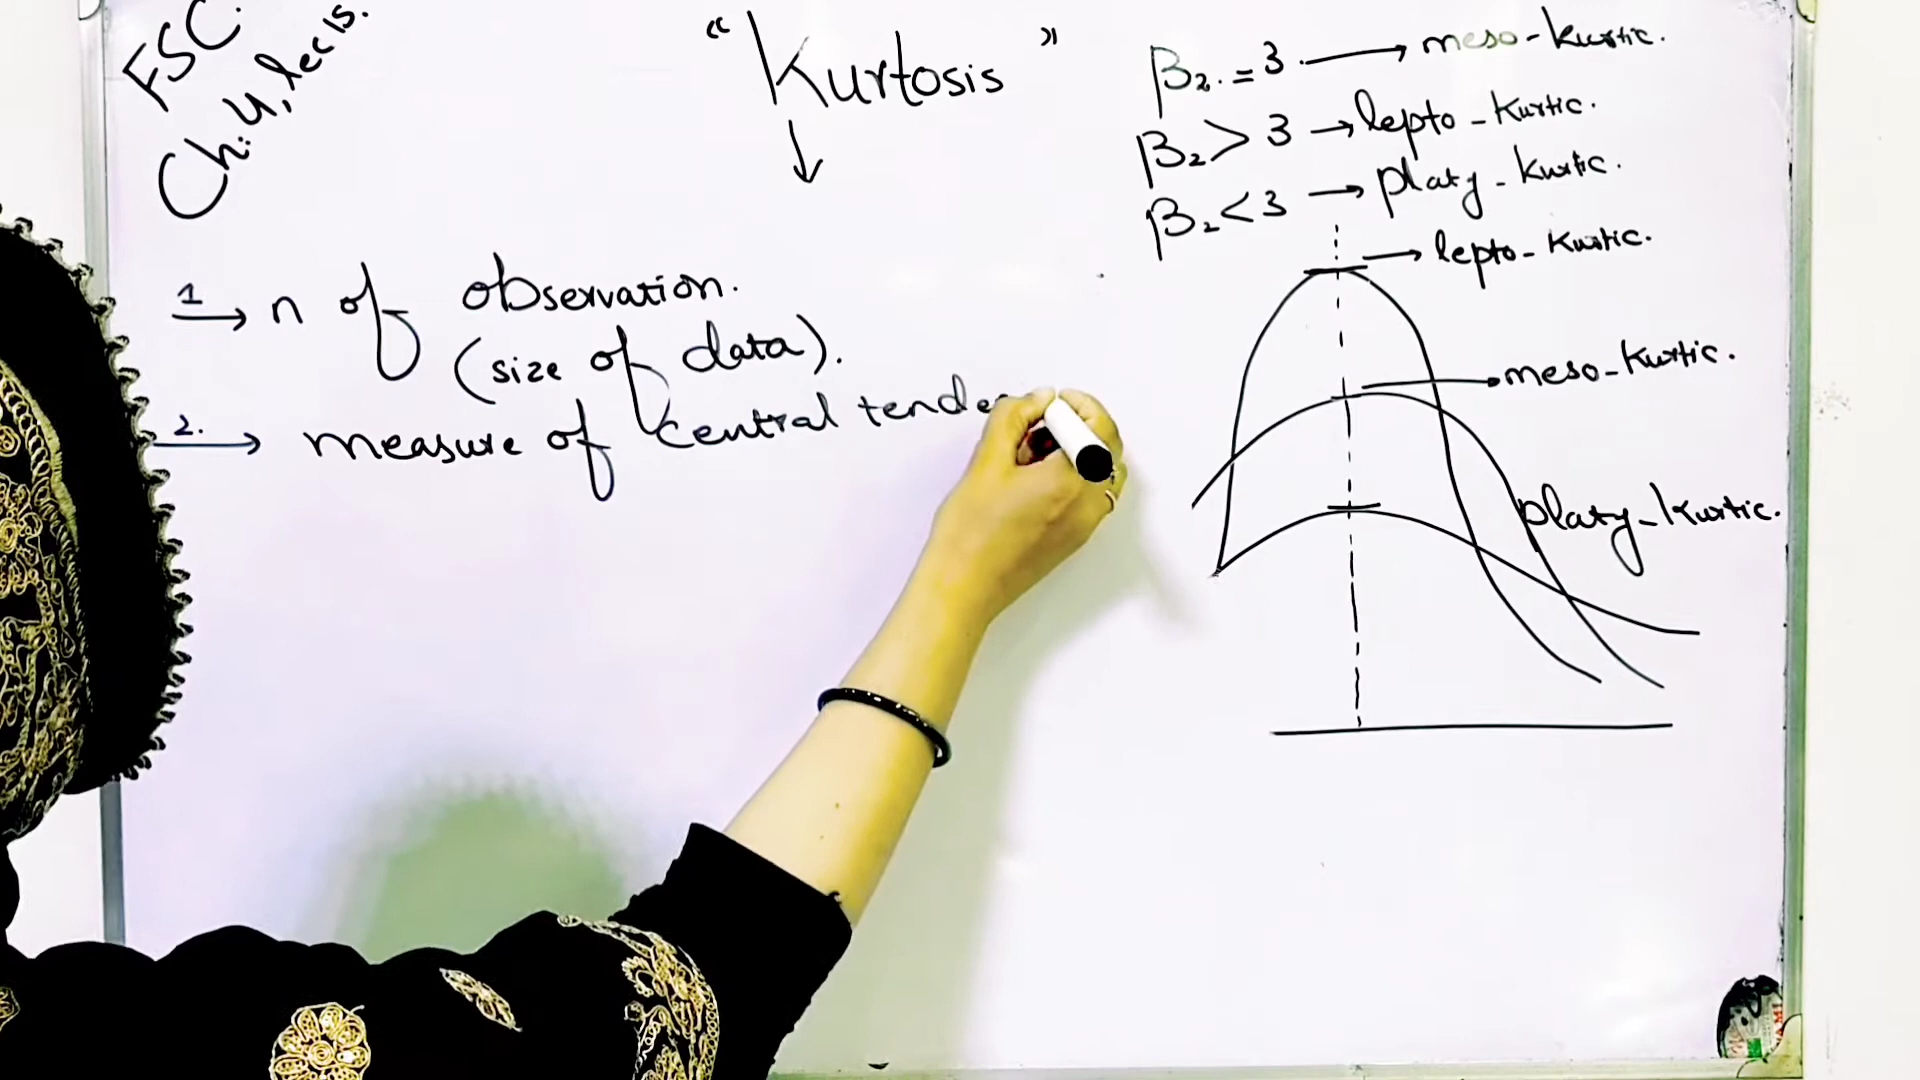 FSC.
Ch: 4, lec 15.
"Kurtosis"
1 → n of observation.
(size of data).
2. → measure of central tende
β₂ = 3 → meso-kurtic.
β₂ > 3 → lepto-kurtic.
β₂ < 3 → platy-kurtic.
→ lepto-kurtic.
meso-kurtic.
platy-kurtic.